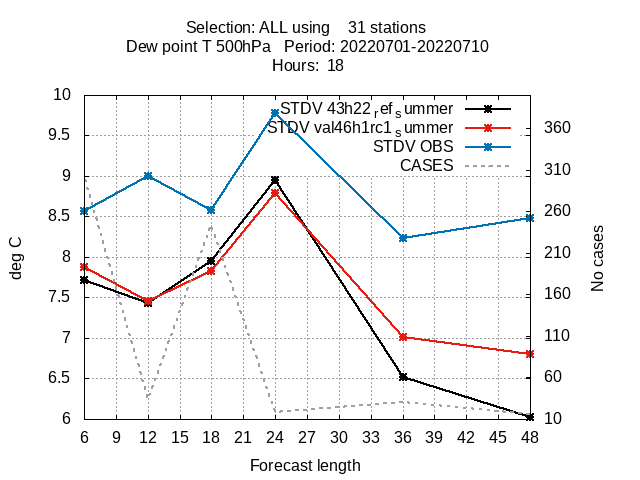 Selection: ALL using    31 stations
Dew point T 500hPa   Period: 20220701-20220710
Hours:  18
STDV 43h22_ref_summer
STDV val46h1rc1_summer
STDV OBS
CASES
10
9.5
9
8.5
8
7.5
7
6.5
6
deg C
360
310
260
210
160
110
60
10
No cases
6 9 12 15 18 21 24 27 30 33 36 39 42 45 48
Forecast length